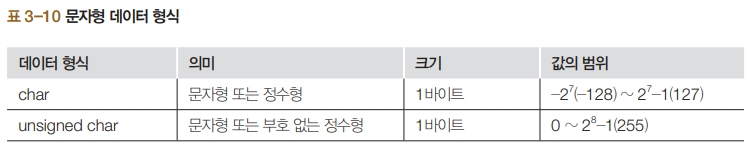 표 3-10 문자형 데이터 형식
데이터 형식 의미 크기 값의 범위
char 문자형 또는 정수형 1바이트 –2⁷(–128) ~ 2⁷–1(127)
unsigned char 문자형 또는 부호 없는 정수형 1바이트 0 ~ 2⁸–1(255)